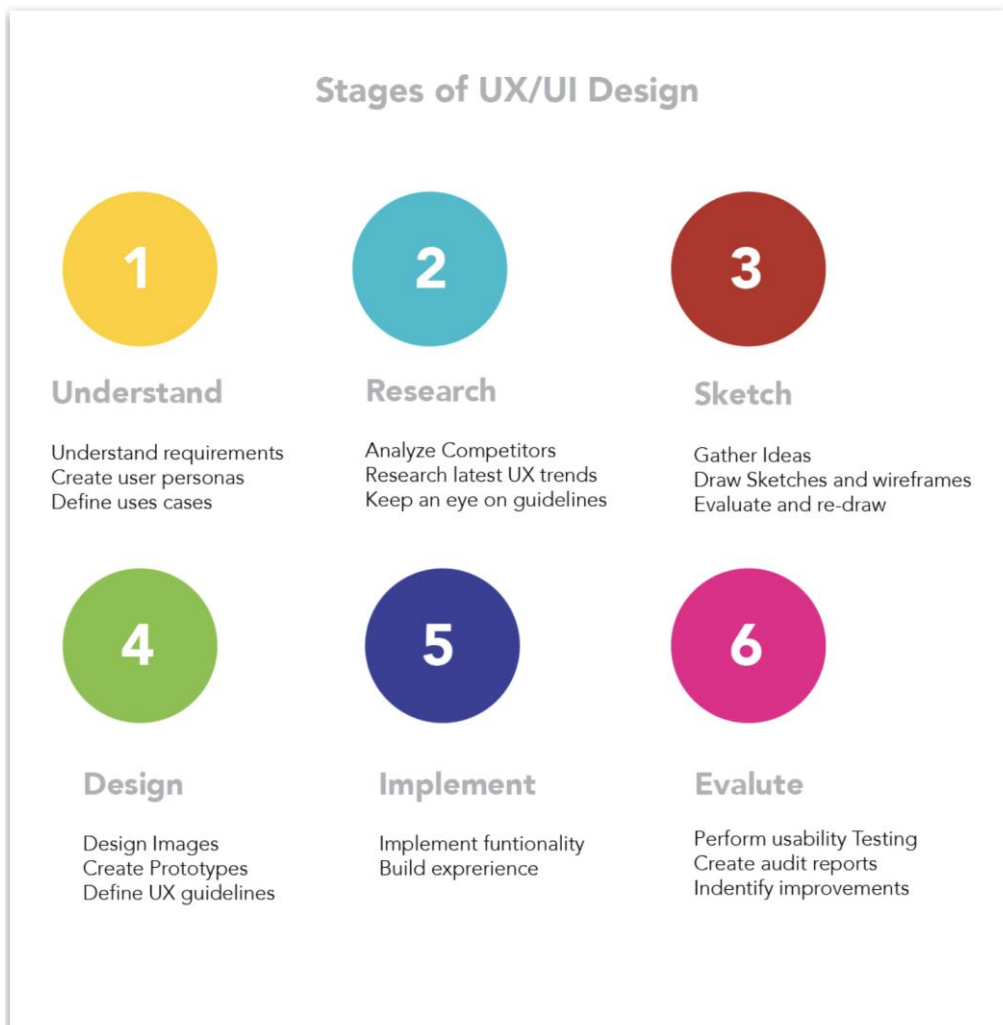 Stages of UX/UI Design
1
Understand
Understand requirements
Create user personas
Define uses cases
2
Research
Analyze Competitors
Research latest UX trends
Keep an eye on guidelines
3
Sketch
Gather Ideas
Draw Sketches and wireframes
Evaluate and re-draw
4
Design
Design Images
Create Prototypes
Define UX guidelines
5
Implement
Implement funtionality
Build exprerience
6
Evalute
Perform usability Testing
Create audit reports
Indentify improvements